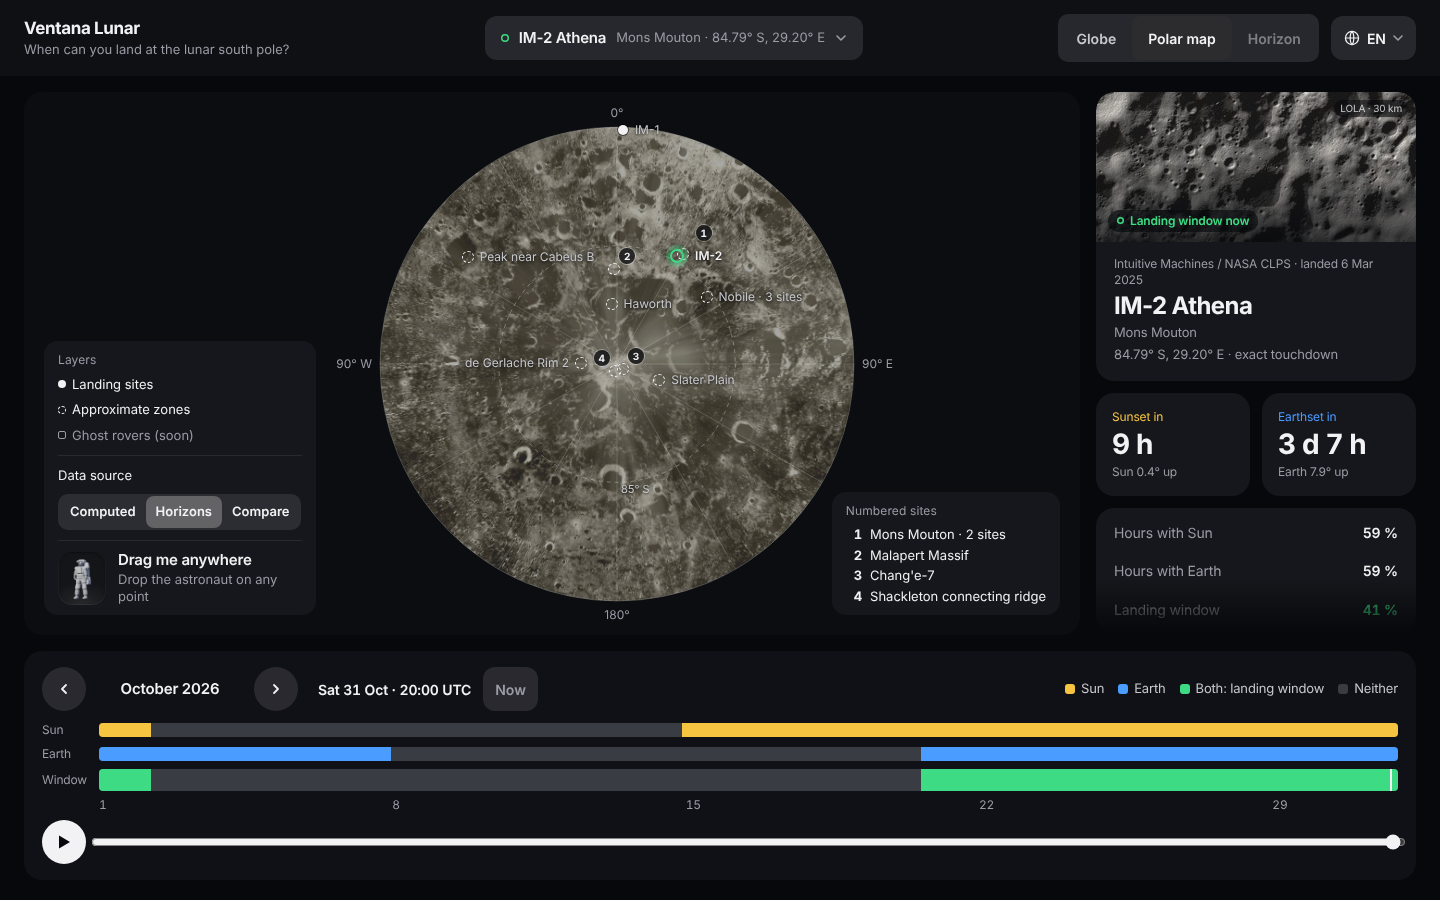 Ventana Lunar
When can you land at the lunar south pole?
IM-2 Athena Mons Mouton · 84.79° S, 29.20° E
Globe
Polar map
Horizon
EN
0°
IM-1
1
IM-2
2
Peak near Cabeus B
Haworth
Nobile · 3 sites
90° W
90° E
de Gerlache Rim 2
4
3
Slater Plain
85° S
180°
Layers
Landing sites
Approximate zones
Ghost rovers (soon)
Data source
Computed
Horizons
Compare
Drag me anywhere
Drop the astronaut on any
point
Numbered sites
1 Mons Mouton · 2 sites
2 Malapert Massif
3 Chang'e-7
4 Shackleton connecting ridge
LOLA · 30 km
Landing window now
Intuitive Machines / NASA CLPS · landed 6 Mar
2025
IM-2 Athena
Mons Mouton
84.79° S, 29.20° E · exact touchdown
Sunset in
9 h
Sun 0.4° up
Earthset in
3 d 7 h
Earth 7.9° up
Hours with Sun 59 %
Hours with Earth 59 %
Landing window 41 %
October 2026
Sat 31 Oct · 20:00 UTC
Now
Sun
Earth
Both: landing window
Neither
Sun
Earth
Window
1 8 15 22 29